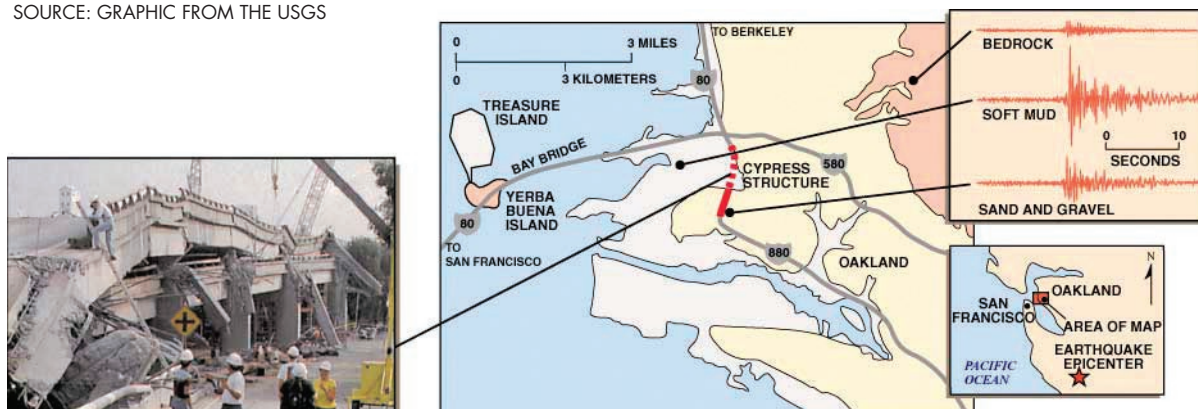 SOURCE: GRAPHIC FROM THE USGS
TO BERKELEY
0 3 MILES
0 3 KILOMETERS
80
TREASURE
ISLAND
BAY BRIDGE
580
CYPRESS
STRUCTURE
YERBA
BUENA
ISLAND
80
TO
SAN FRANCISCO
880
OAKLAND
BEDROCK
SOFT MUD
0 10
SECONDS
SAND AND GRAVEL
N
SAN
FRANCISCO
OAKLAND
AREA OF MAP
EARTHQUAKE
EPICENTER
PACIFIC
OCEAN